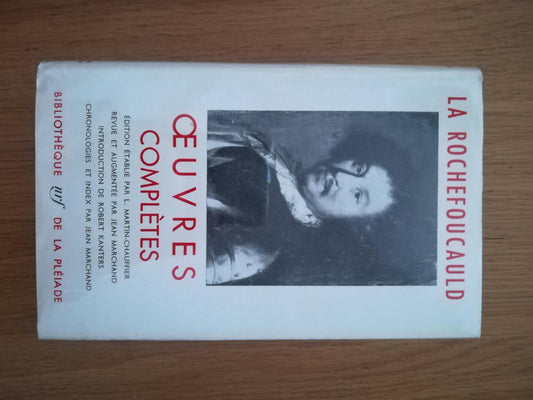 LA ROCHEFOUCAULD
ŒUVRES
COMPLÈTES
ÉDITION ÉTABLIE PAR L. MARTIN-CHAUFFIER
REVUE ET AUGMENTÉE PAR JEAN MARCHAND
INTRODUCTION DE ROBERT KANTERS
CHRONOLOGIES ET INDEX PAR JEAN MARCHAND
BIBLIOTHÈQUE nrf DE LA PLÉIADE